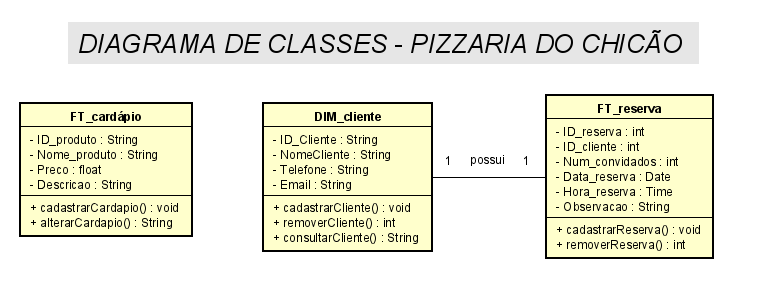 DIAGRAMA DE CLASSES - PIZZARIA DO CHICÃO
FT_cardápio
- ID_produto : String
- Nome_produto : String
- Preco : float
- Descricao : String
+ cadastrarCardapio() : void
+ alterarCardapio() : String
DIM_cliente
- ID_Cliente : String
- NomeCliente : String
- Telefone : String
- Email : String
+ cadastrarCliente() : void
+ removerCliente() : int
+ consultarCliente() : String
1 possui 1
FT_reserva
- ID_reserva : int
- ID_cliente : int
- Num_convidados : int
- Data_reserva : Date
- Hora_reserva : Time
- Observacao : String
+ cadastrarReserva() : void
+ removerReserva() : int